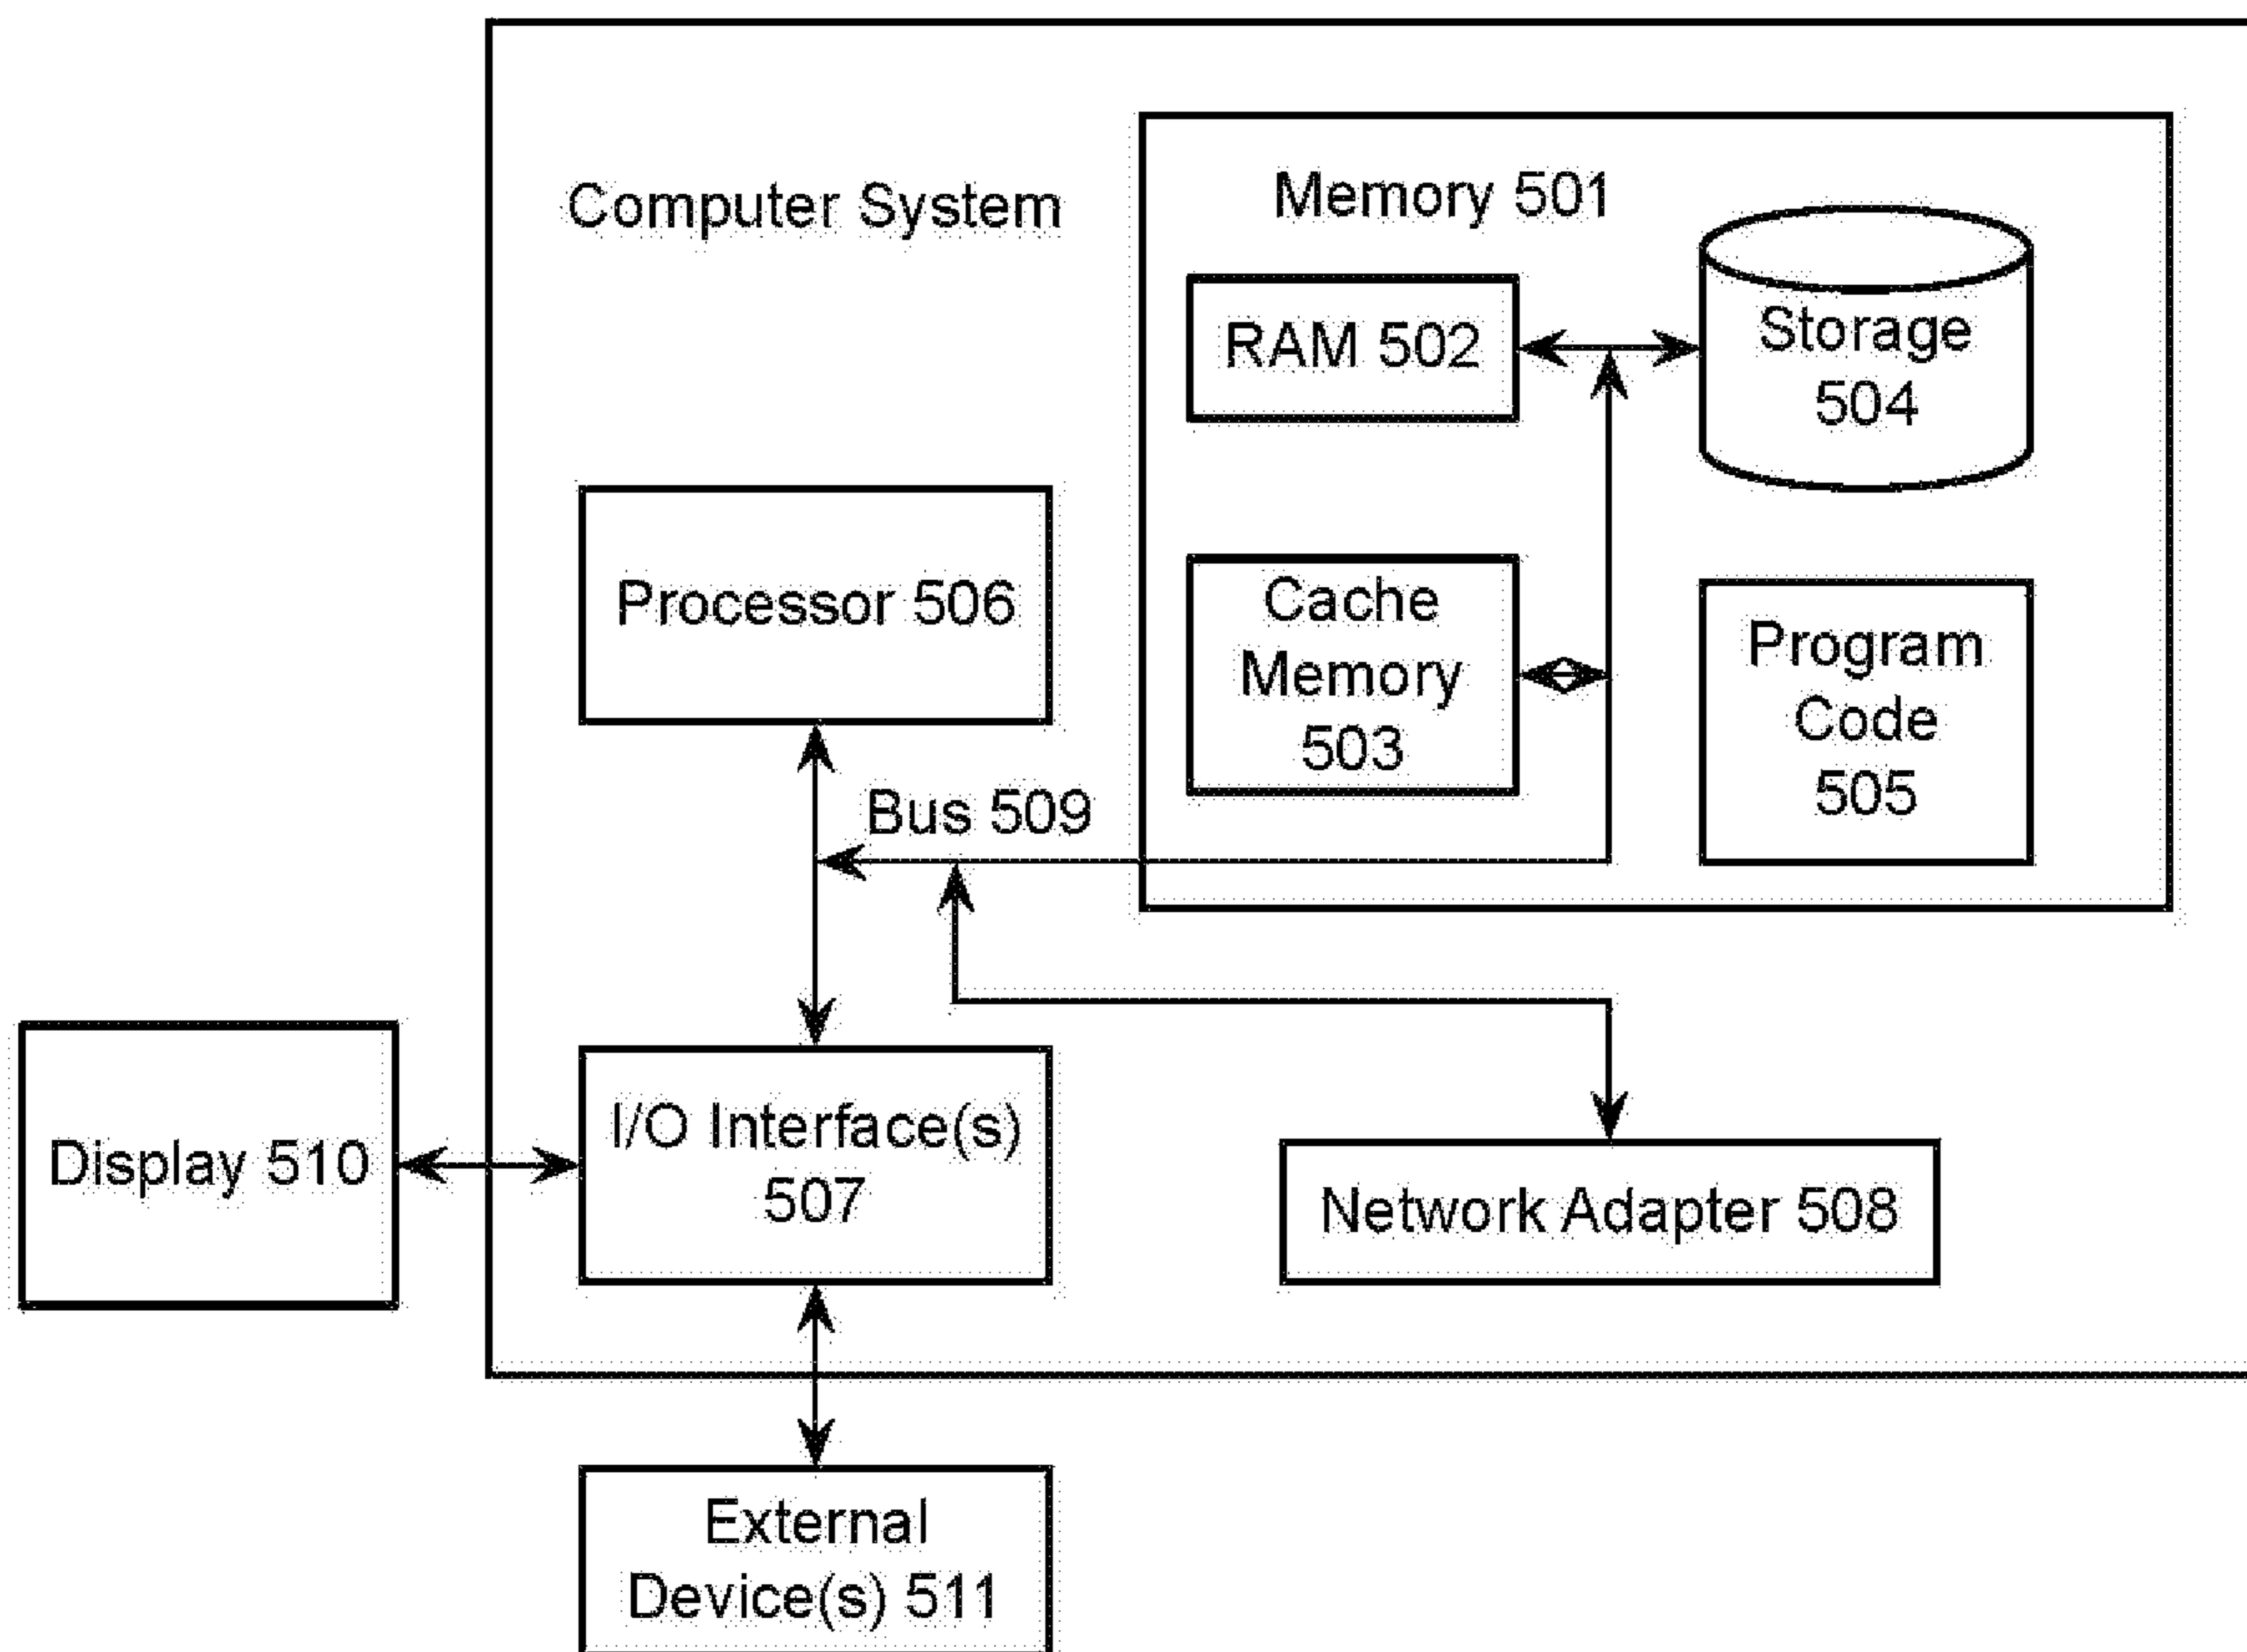 Computer System
Memory 501
RAM 502
Storage
504
Processor 506
Cache
Memory
503
Program
Code
505
Bus 509
Display 510
I/O Interface(s)
507
Network Adapter 508
External
Device(s) 511